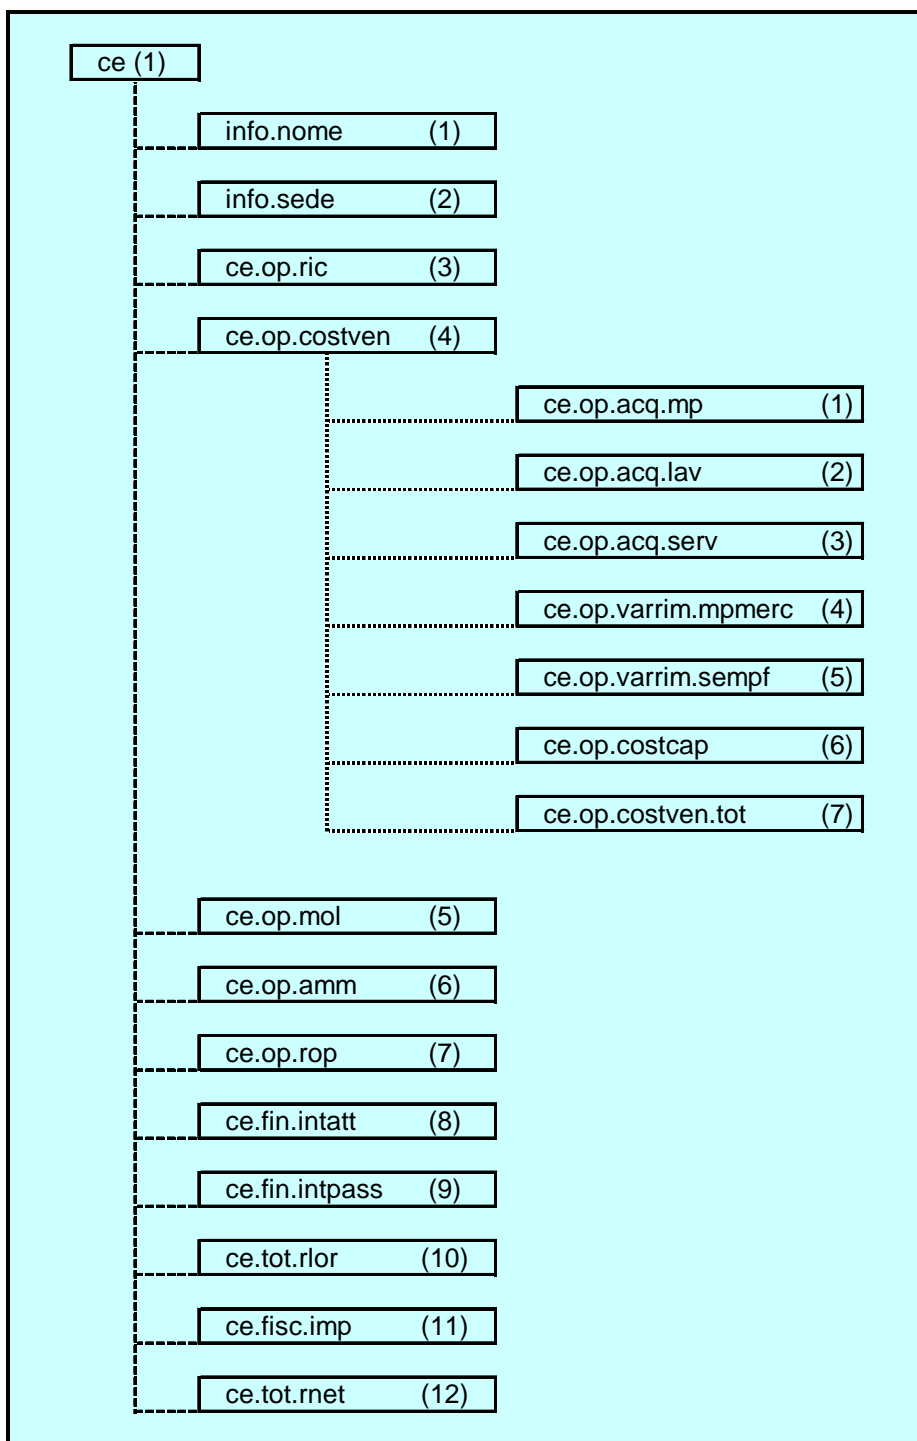 ce (1)
info.nome (1)
info.sede (2)
ce.op.ric (3)
ce.op.costven (4)
ce.op.acq.mp (1)
ce.op.acq.lav (2)
ce.op.acq.serv (3)
ce.op.varrim.mpmerc (4)
ce.op.varrim.sempf (5)
ce.op.costcap (6)
ce.op.costven.tot (7)
ce.op.mol (5)
ce.op.amm (6)
ce.op.rop (7)
ce.fin.intatt (8)
ce.fin.intpass (9)
ce.tot.rlor (10)
ce.fisc.imp (11)
ce.tot.rnet (12)